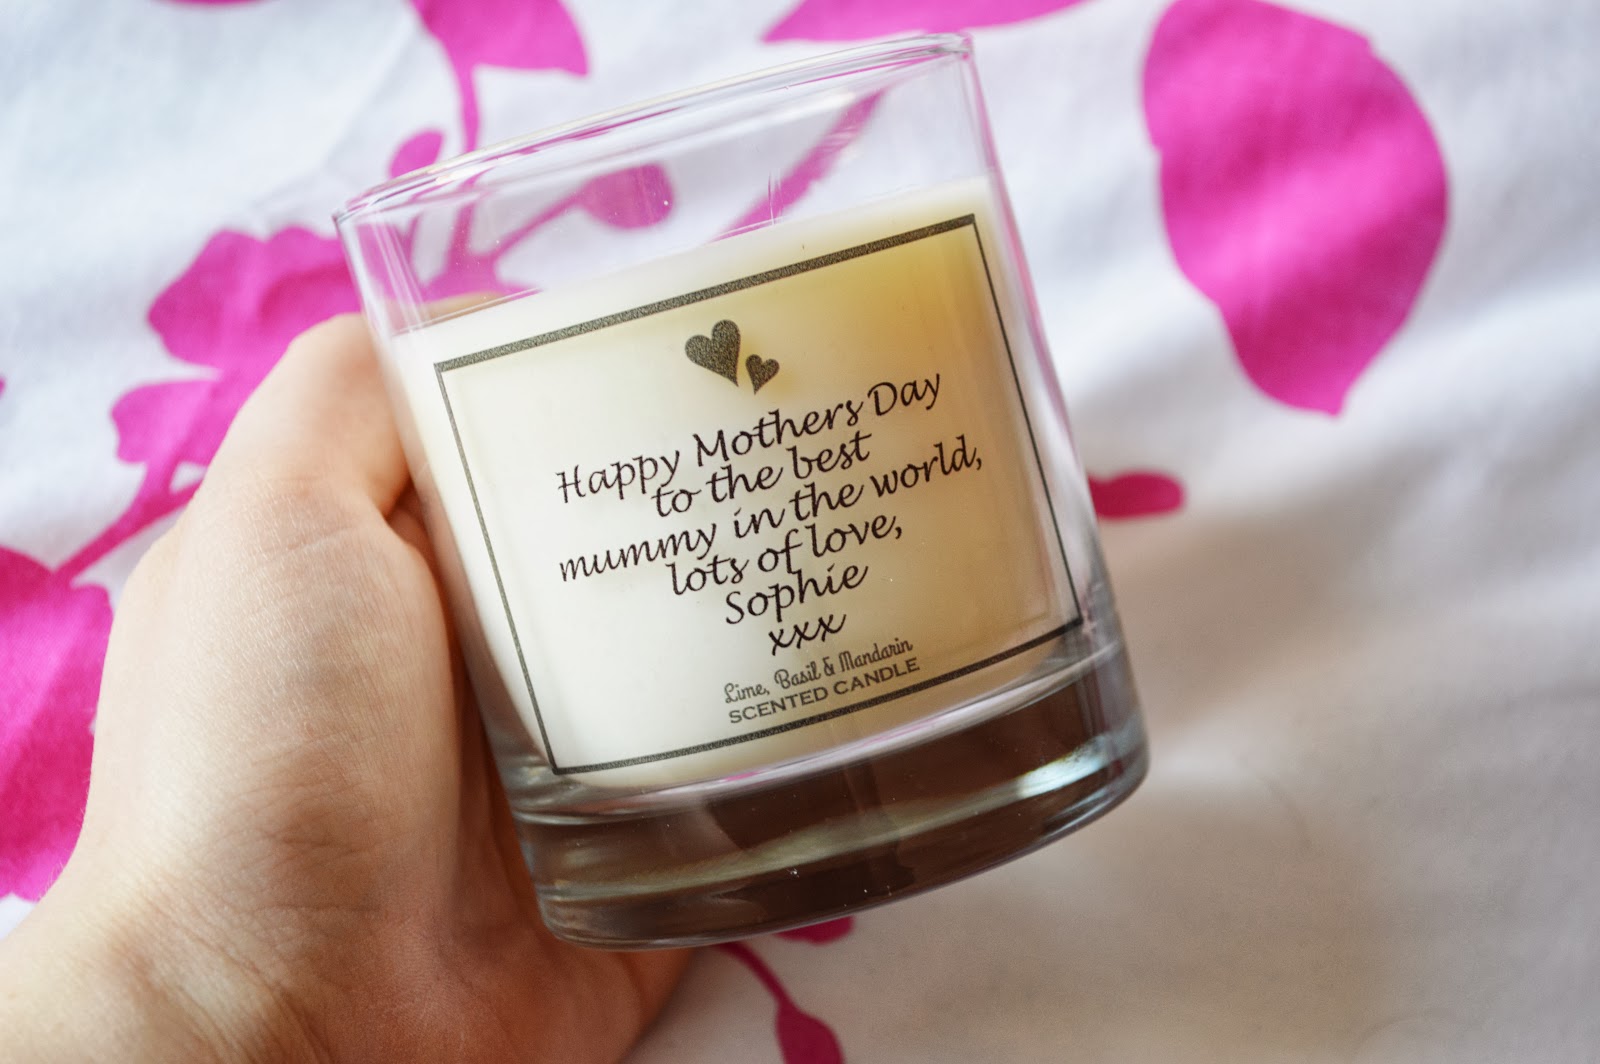 Happy Mothers Day
to the best
mummy in the world,
lots of love,
Sophie
xxx
Lime, Basil & Mandarin
SCENTED CANDLE